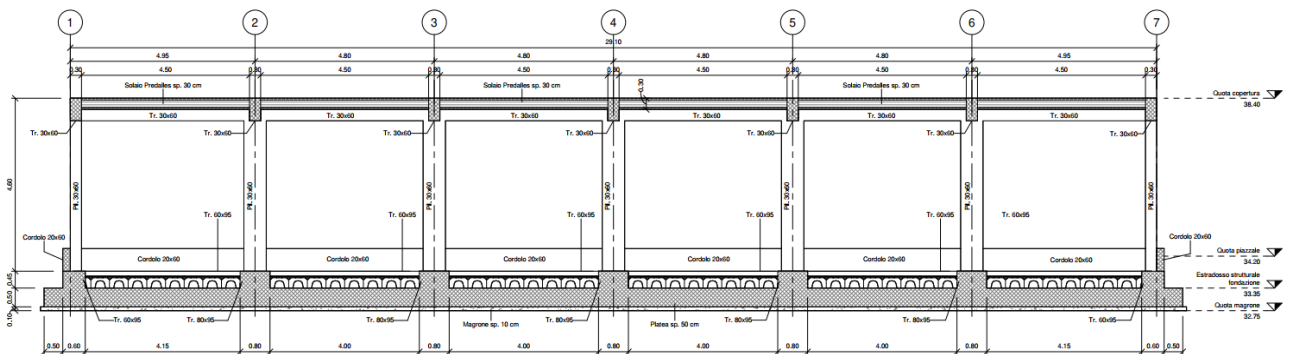 1 2 3 4 5 6 7
29.10
4.95 4.80 4.80 4.80 4.80 4.95
0.30 4.50 0.30 4.50 0.30 4.50 0.30 4.50 0.30 4.50 0.30 4.50 0.30
Solaio Predalles sp. 30 cm Solaio Predalles sp. 30 cm 0.30 Solaio Predalles sp. 30 cm
Quota copertura
38.40
Tr. 30x60 Tr. 30x60 Tr. 30x60 Tr. 30x60 Tr. 30x60 Tr. 30x60
Tr. 30x60 Tr. 30x60 Tr. 30x60 Tr. 30x60 Tr. 30x60 Tr. 30x60 Tr. 30x60
4.60
Pil. 30x60 Pil. 30x60 Pil. 30x60 Pil. 30x60 Pil. 30x60 Pil. 30x60 Pil. 30x60
Tr. 60x95 Tr. 60x95 Tr. 60x95 Tr. 60x95 Tr. 60x95 Tr. 60x95
Cordolo 20x60 Cordolo 20x60
Quota piazzale
34.20
Cordolo 20x60 Cordolo 20x60 Cordolo 20x60 Cordolo 20x60 Cordolo 20x60 Cordolo 20x60
0.45
Estradosso strutturale
fondazione
33.35
0.50
Quota magrone
32.75
0.10
Tr. 60x95 Tr. 80x95 Tr. 80x95 Magrone sp. 10 cm Tr. 80x95 Platea sp. 50 cm Tr. 80x95 Tr. 80x95 Tr. 60x95
0.50 0.60 4.15 0.80 4.00 0.80 4.00 0.80 4.00 0.80 4.00 0.80 4.15 0.60 0.50